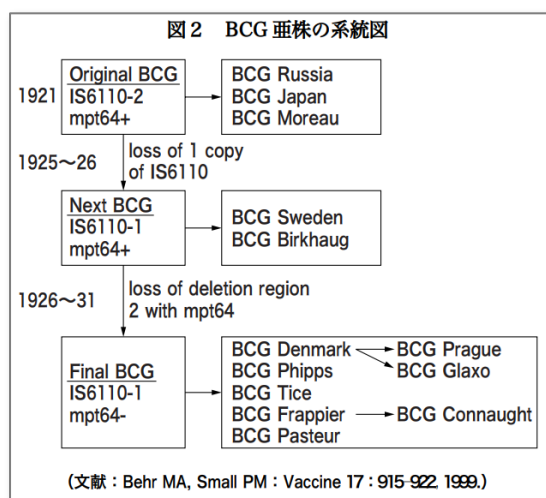 図2 BCG亜株の系統図
1921
Original BCG
IS6110-2
mpt64+
BCG Russia
BCG Japan
BCG Moreau
1925〜26
loss of 1 copy
of IS6110
Next BCG
IS6110-1
mpt64+
BCG Sweden
BCG Birkhaug
1926〜31
loss of deletion region
2 with mpt64
Final BCG
IS6110-1
mpt64-
BCG Denmark
BCG Phipps
BCG Tice
BCG Frappier
BCG Pasteur
BCG Prague
BCG Glaxo
BCG Connaught
(文献:Behr MA, Small PM:Vaccine 17:915-922, 1999.)